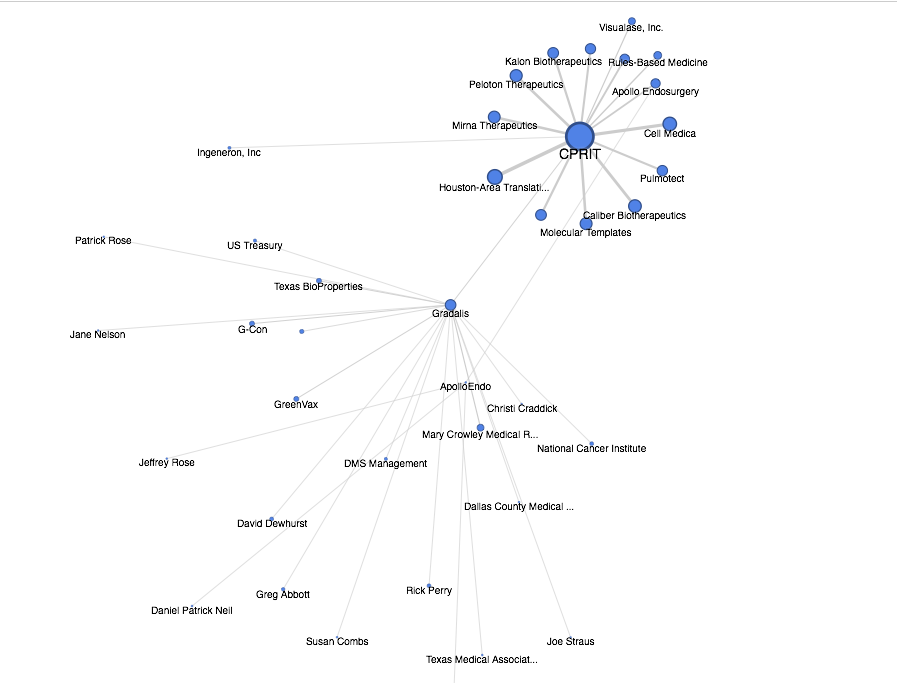 Visualase, Inc.
Kalon Biotherapeutics
Rules-Based Medicine
Peloton Therapeutics
Apollo Endosurgery
Mirna Therapeutics
Cell Medica
Ingeneron, Inc
CPRIT
Pulmotect
Houston-Area Translati...
Caliber Biotherapeutics
Molecular Templates
Patrick Rose
US Treasury
Texas BioProperties
Gradalis
Jane Nelson
G-Con
ApolloEndo
GreenVax
Christi Craddick
Mary Crowley Medical R...
National Cancer Institute
Jeffrey Rose
DMS Management
Dallas County Medical ...
David Dewhurst
Rick Perry
Greg Abbott
Daniel Patrick Neil
Susan Combs
Joe Straus
Texas Medical Associat...